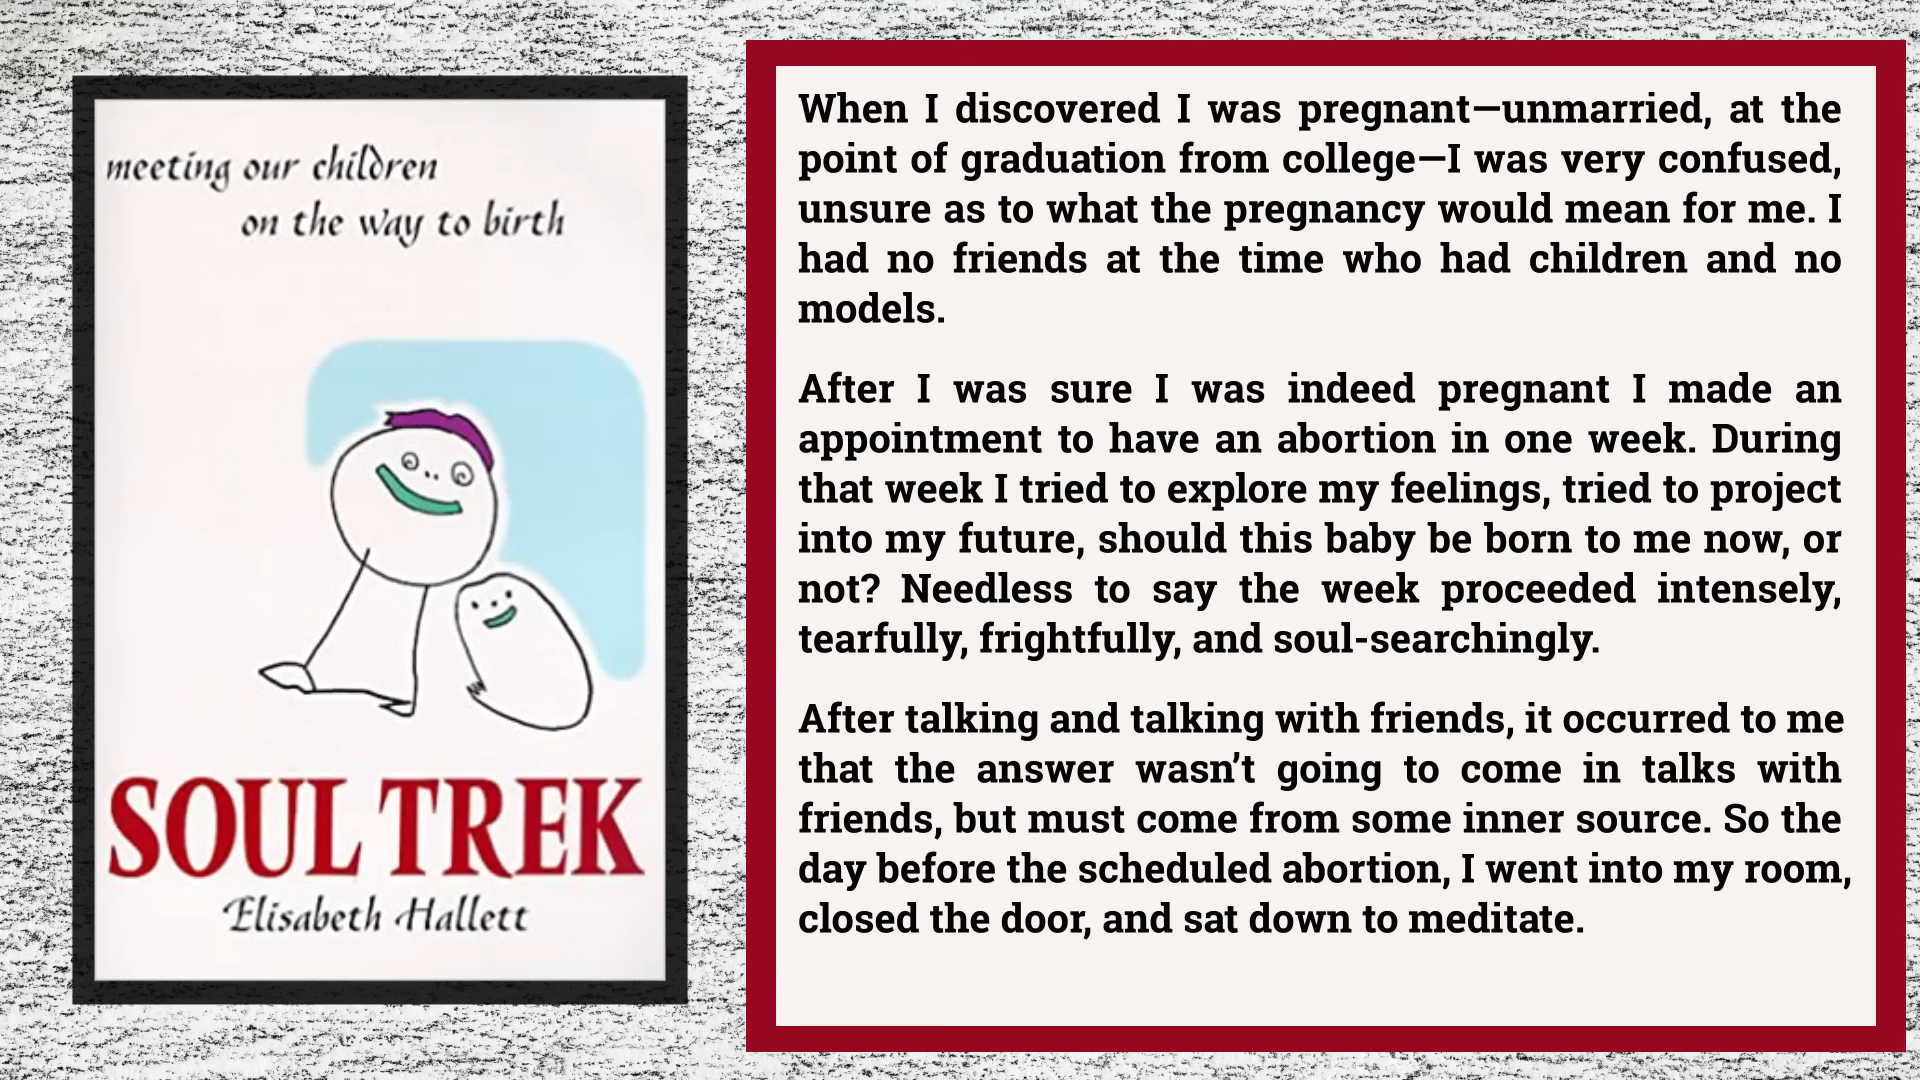 meeting our children
on the way to birth
SOUL TREK
Elisabeth Hallett
When I discovered I was pregnant—unmarried, at the
point of graduation from college—I was very confused,
unsure as to what the pregnancy would mean for me. I
had no friends at the time who had children and no
models.
After I was sure I was indeed pregnant I made an
appointment to have an abortion in one week. During
that week I tried to explore my feelings, tried to project
into my future, should this baby be born to me now, or
not? Needless to say the week proceeded intensely,
tearfully, frightfully, and soul-searchingly.
After talking and talking with friends, it occurred to me
that the answer wasn’t going to come in talks with
friends, but must come from some inner source. So the
day before the scheduled abortion, I went into my room,
closed the door, and sat down to meditate.